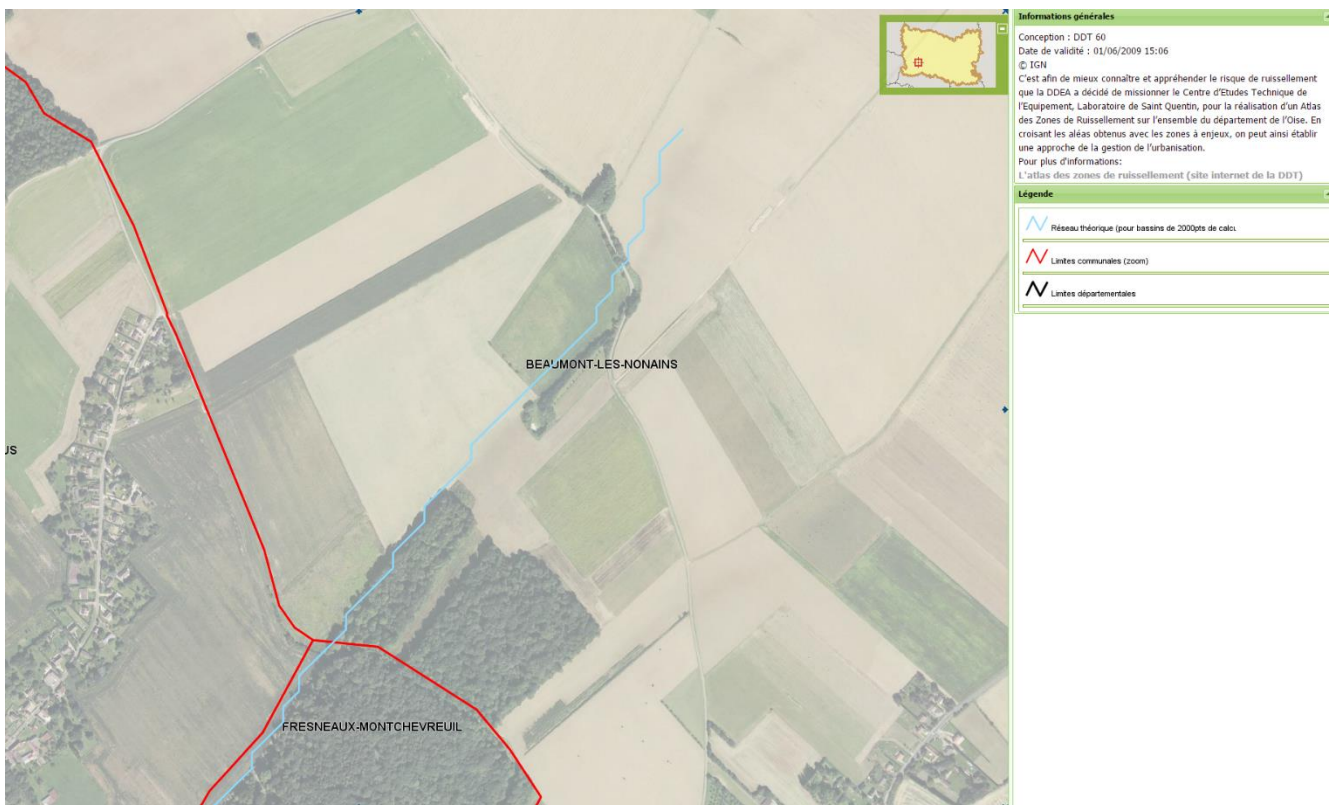 BEAUMONT-LES-NONAINS
US
FRESNEAUX-MONTCHEVREUIL
Informations générales
Conception : DDT 60
Date de validité : 01/06/2009 15:06
© IGN
C'est afin de mieux connaître et appréhender le risque de ruissellement
que la DDEA a décidé de missionner le Centre d'Etudes Technique de
l'Equipement, Laboratoire de Saint Quentin, pour la réalisation d'un Atlas
des Zones de Ruissellement sur l'ensemble du département de l'Oise. En
croisant les aléas obtenus avec les zones à enjeux, on peut ainsi établir
une approche de la gestion de l'urbanisation.
Pour plus d'informations:
L'atlas des zones de ruissellement (site internet de la DDT)
Légende
Réseau théorique (pour bassins de 2000pts de calcu
Limites communales (zoom)
Limites départementales